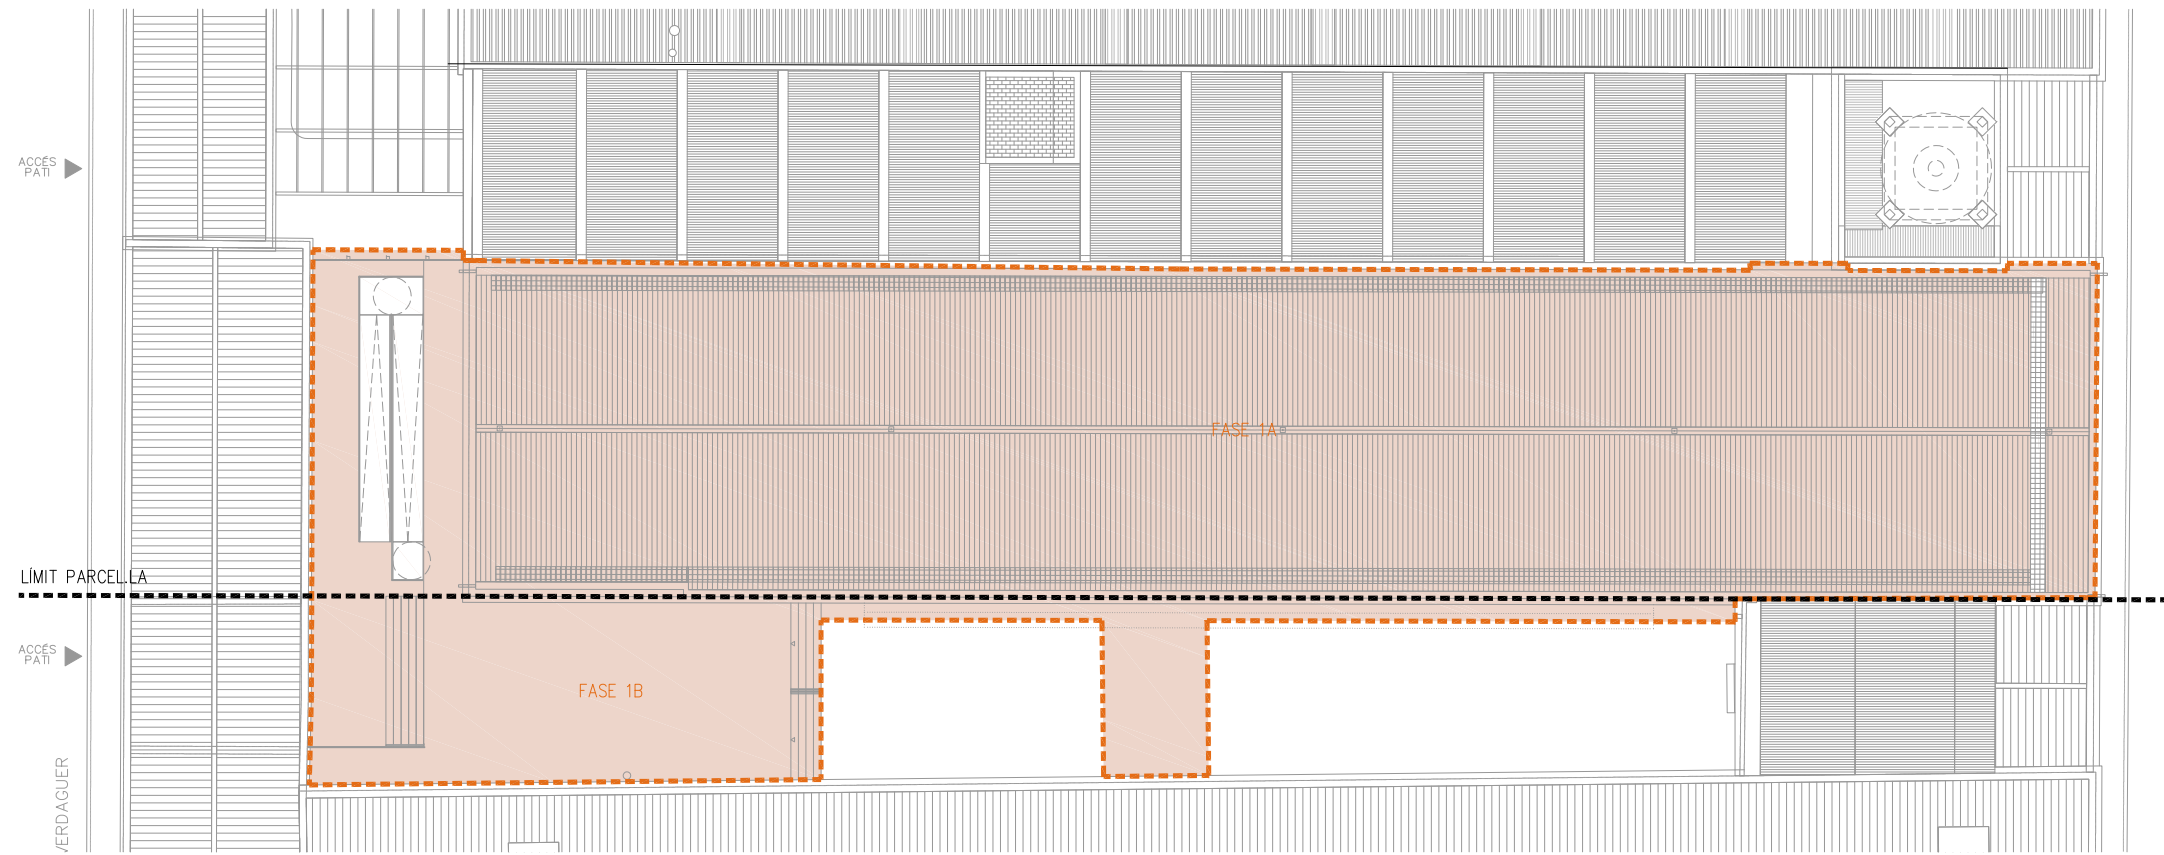 ACCÉS
PATI
FASE 1A
LÍMIT PARCEL.LA
ACCÉS
PATI
FASE 1B
VERDAGUER